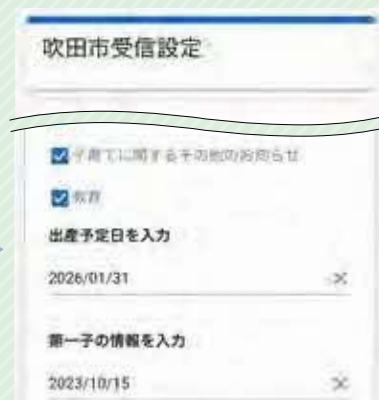 吹田市受信設定
子育てに関するその他のお知らせ
教育
出産予定日を入力
2026/01/31
第一子の情報を入力
2023/10/15